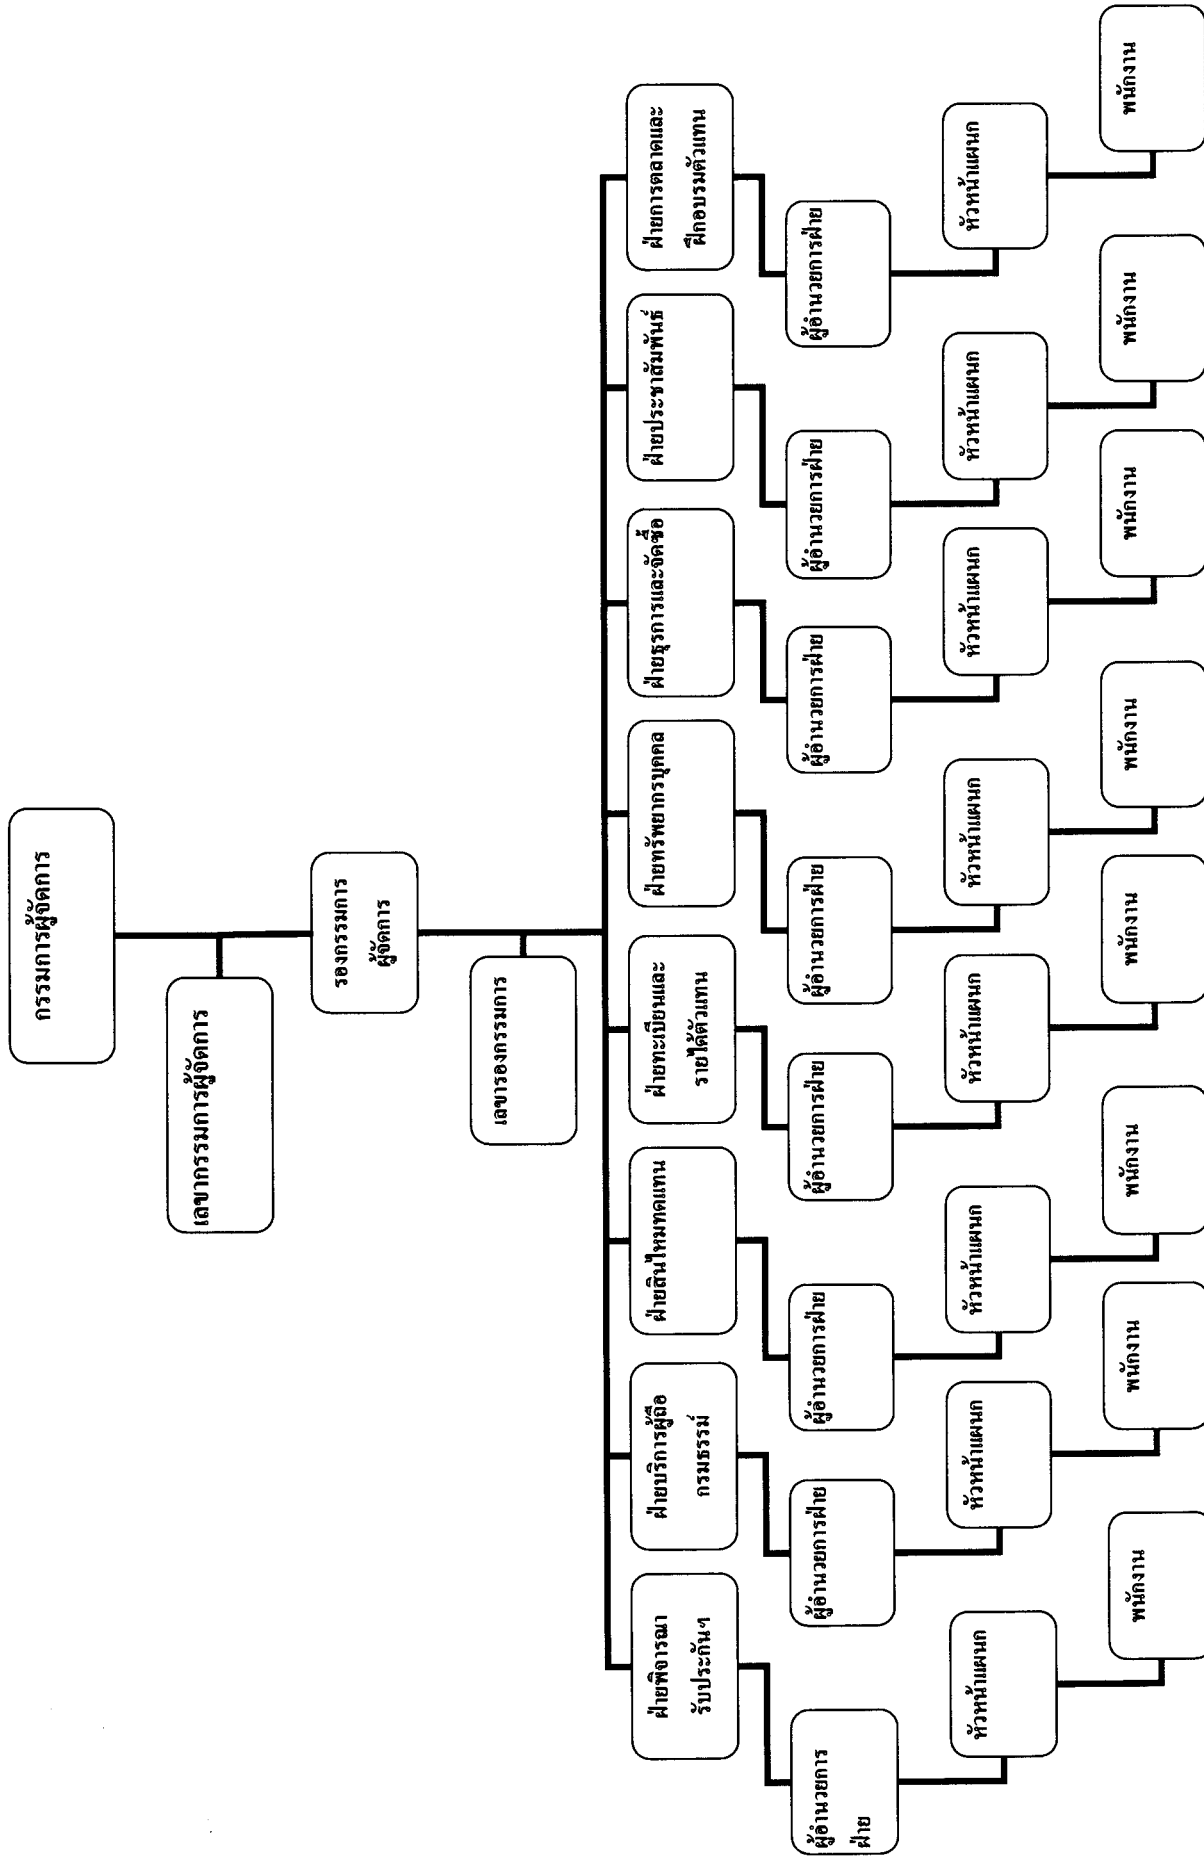 กรรมการผู้จัดการ
เลขากรรมการผู้จัดการ
รองกรรมการ
ผู้จัดการ
เลขารองกรรมการ
ฝ่ายพิจารณา
รับประกันฯ
ฝ่ายบริการผู้ถือ
กรมธรรม์
ฝ่ายสินไหมทดแทน
ฝ่ายทะเบียนและ
รายได้ตัวแทน
ฝ่ายทรัพยากรบุคคล
ฝ่ายธุรการและจัดซื้อ
ฝ่ายประชาสัมพันธ์
ฝ่ายการตลาดและ
ฝึกอบรมตัวแทน
ผู้อำนวยการ
ฝ่าย
ผู้อำนวยการฝ่าย
ผู้อำนวยการฝ่าย
ผู้อำนวยการฝ่าย
ผู้อำนวยการฝ่าย
ผู้อำนวยการฝ่าย
ผู้อำนวยการฝ่าย
ผู้อำนวยการฝ่าย
หัวหน้าแผนก
หัวหน้าแผนก
หัวหน้าแผนก
หัวหน้าแผนก
หัวหน้าแผนก
หัวหน้าแผนก
หัวหน้าแผนก
หัวหน้าแผนก
พนักงาน
พนักงาน
พนักงาน
พนักงาน
พนักงาน
พนักงาน
พนักงาน
พนักงาน